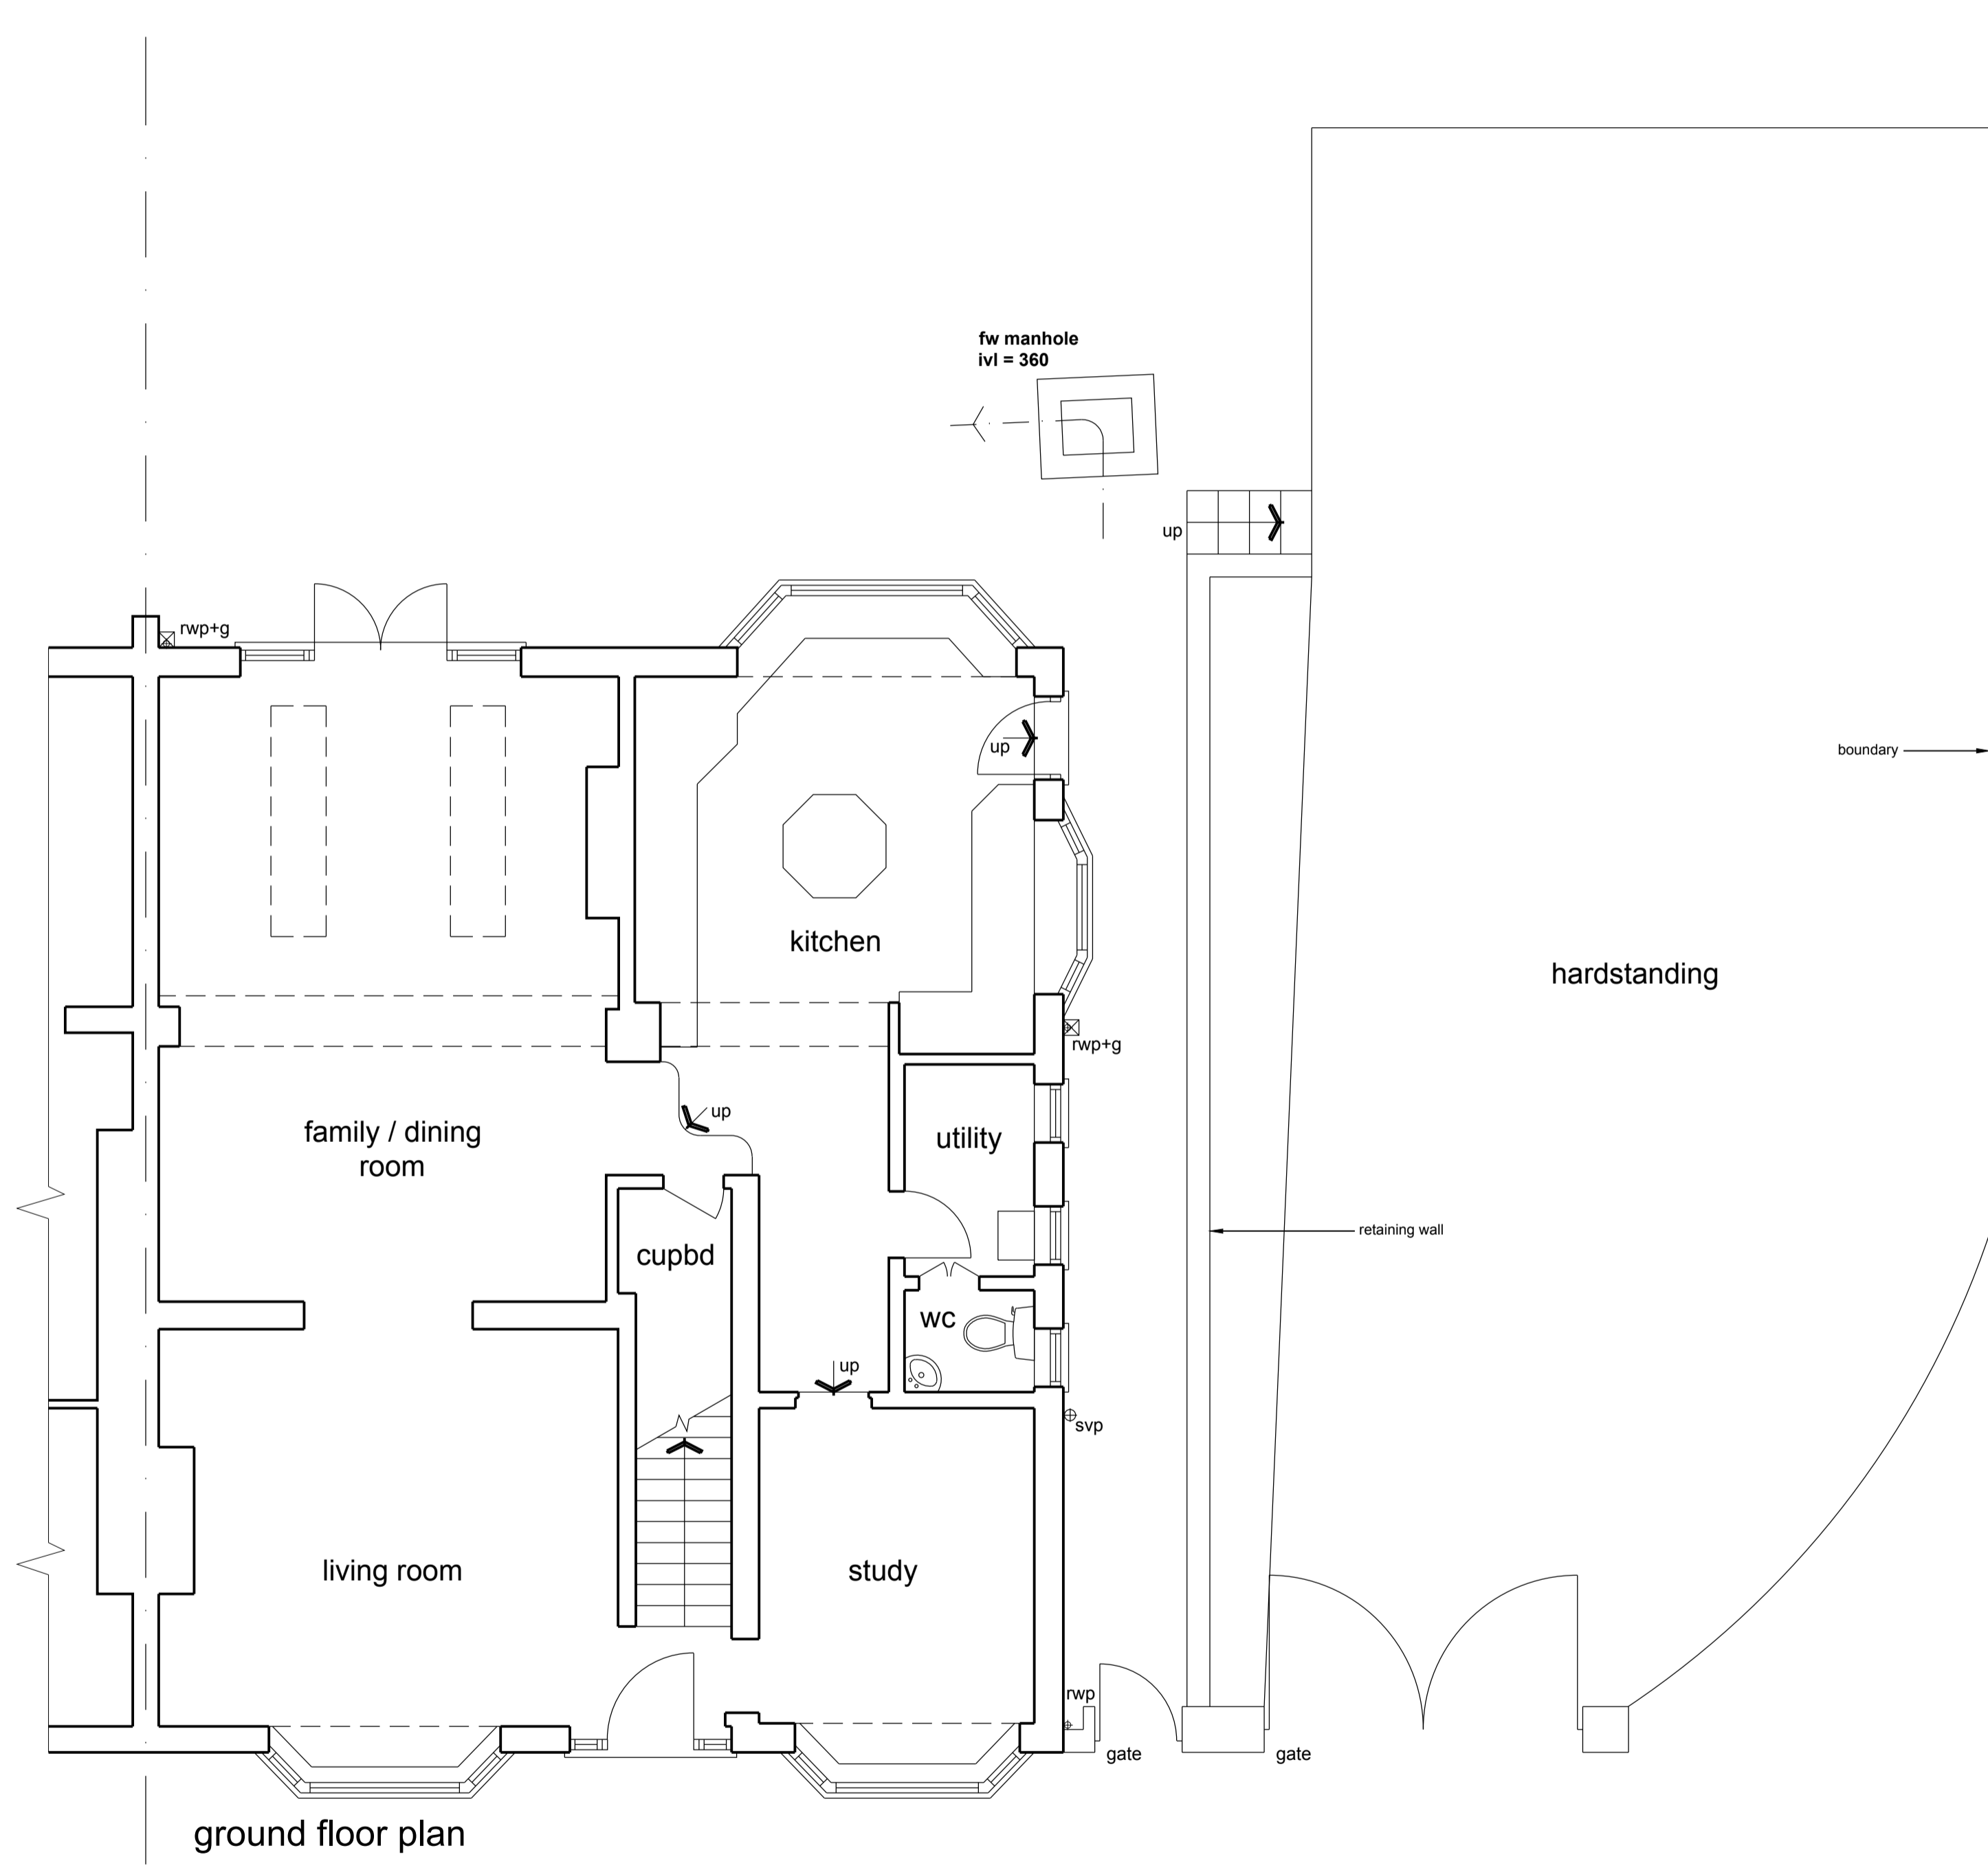 fw manhole
ivl = 360
up
rwp+g
up
boundary
kitchen
hardstanding
rwp+g
up
family / dining
room
utility
retaining wall
cupbd
wc
up
svp
living room
study
rwp
gate
gate
ground floor plan